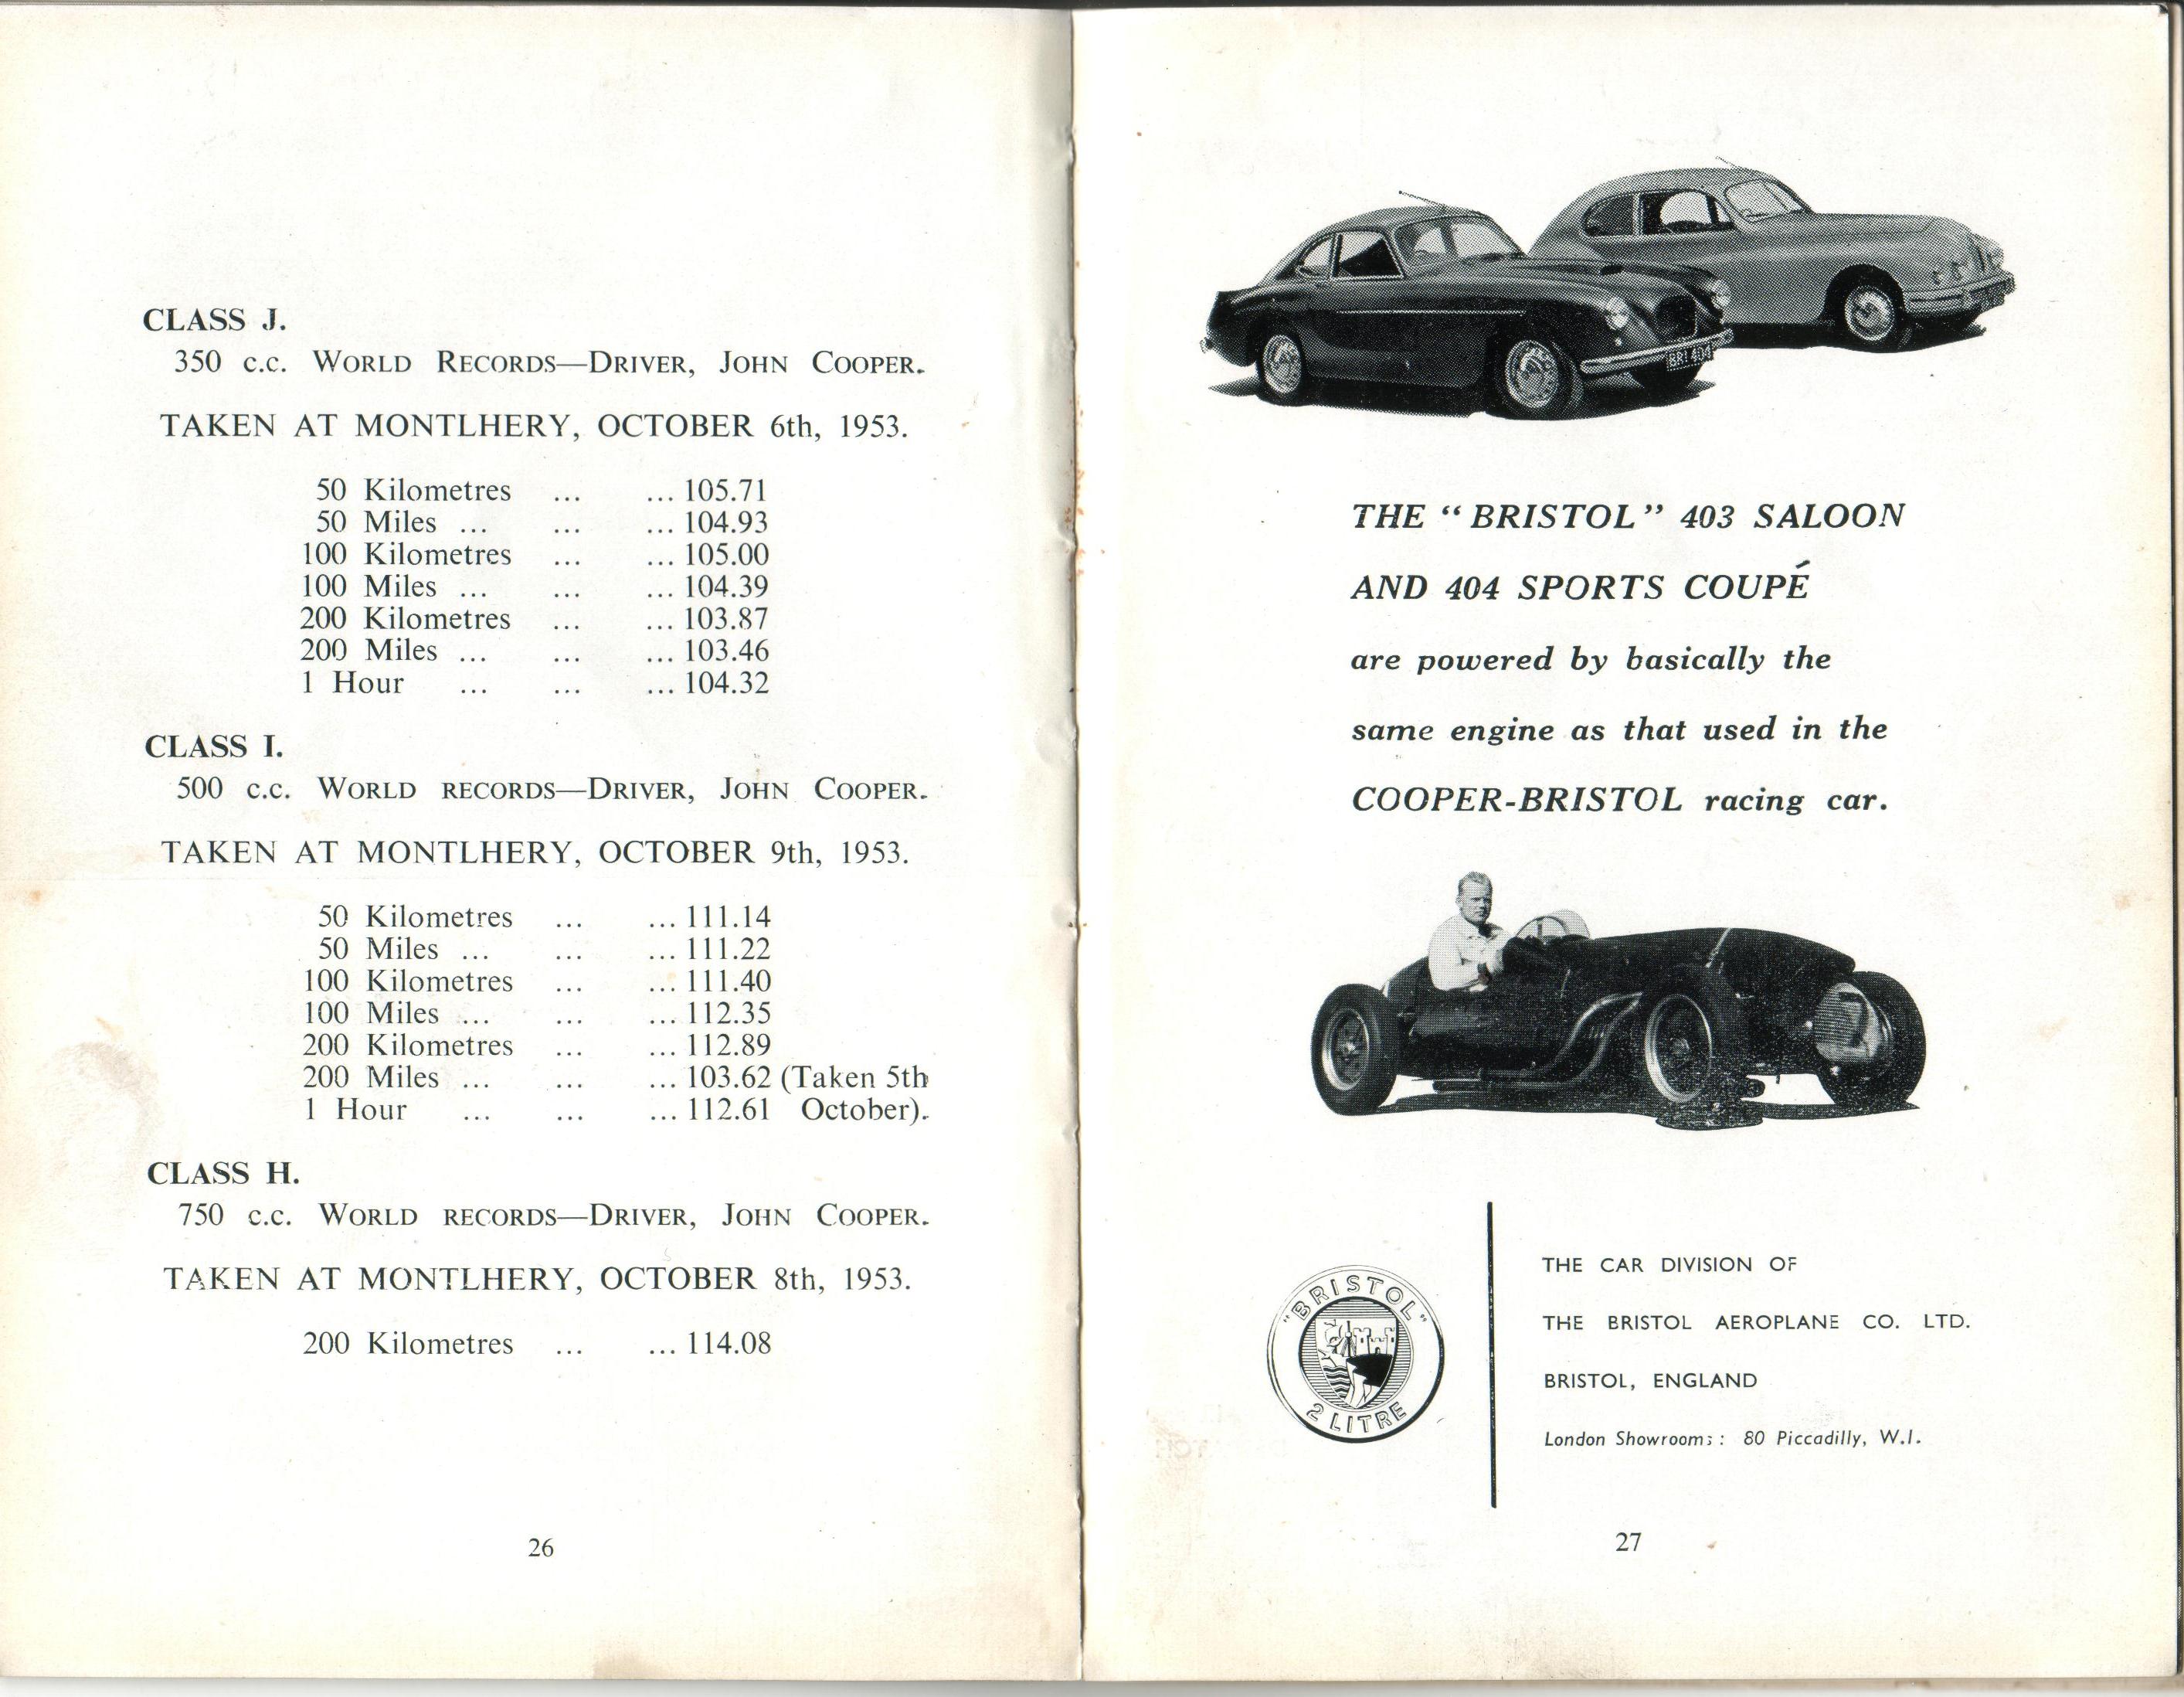 CLASS J.
350 c.c. WORLD RECORDS—DRIVER, JOHN COOPER.
TAKEN AT MONTLHERY, OCTOBER 6th, 1953.
50 Kilometres ... ... 105.71
50 Miles ... ... ... 104.93
100 Kilometres ... ... 105.00
100 Miles ... ... ... 104.39
200 Kilometres ... ... 103.87
200 Miles ... ... ... 103.46
1 Hour ... ... ... 104.32
CLASS I.
500 c.c. WORLD RECORDS—DRIVER, JOHN COOPER.
TAKEN AT MONTLHERY, OCTOBER 9th, 1953.
50 Kilometres ... ... 111.14
50 Miles ... ... ... 111.22
100 Kilometres ... ... 111.40
100 Miles ... ... ... 112.35
200 Kilometres ... ... 112.89
200 Miles ... ... ... 103.62 (Taken 5th
1 Hour ... ... ... 112.61 October).
CLASS H.
750 c.c. WORLD RECORDS—DRIVER, JOHN COOPER.
TAKEN AT MONTLHERY, OCTOBER 8th, 1953.
200 Kilometres ... ... 114.08
26
BRI 404
THE “BRISTOL” 403 SALOON
AND 404 SPORTS COUPÉ
are powered by basically the
same engine as that used in the
COOPER-BRISTOL racing car.
"BRISTOL"
2 LITRE
THE CAR DIVISION OF
THE BRISTOL AEROPLANE CO. LTD.
BRISTOL, ENGLAND
London Showrooms: 80 Piccadilly, W.1.
27